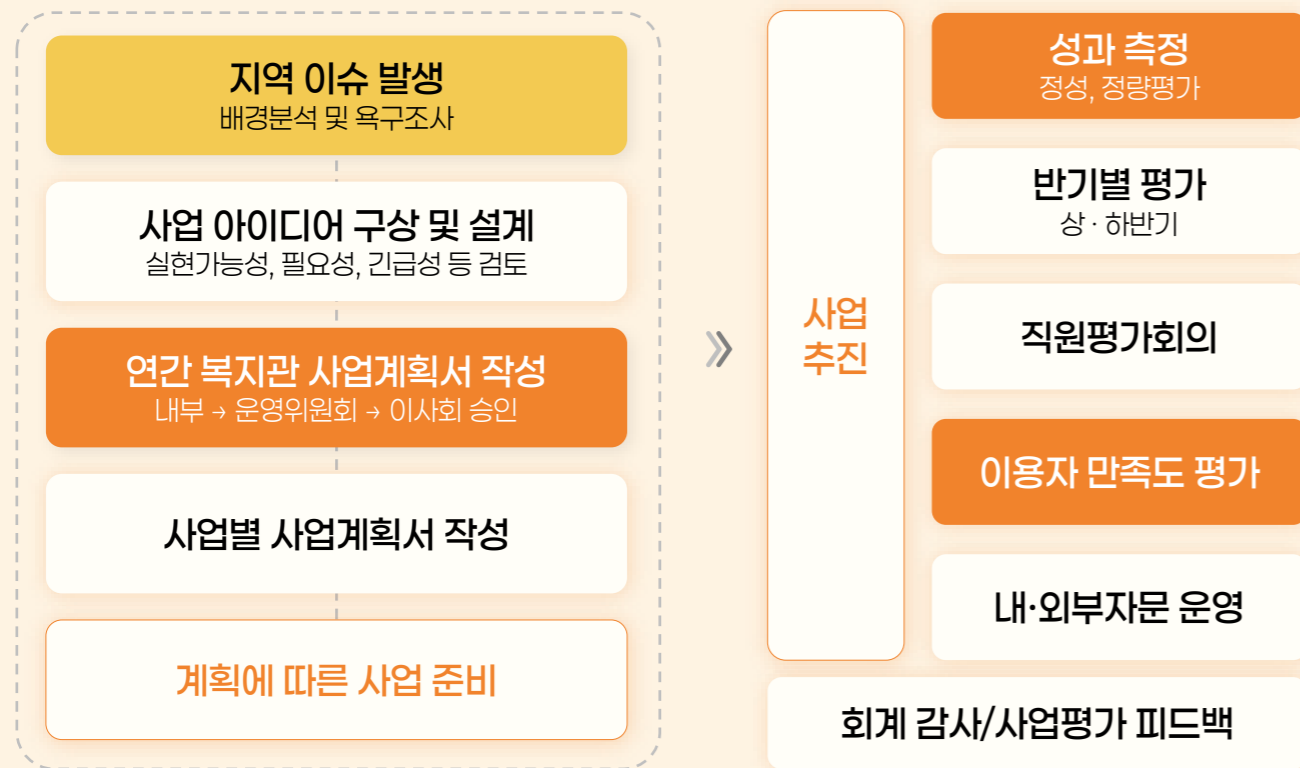 지역 이슈 발생
배경분석 및 욕구조사
사업 아이디어 구상 및 설계
실현가능성, 필요성, 긴급성 등 검토
연간 복지관 사업계획서 작성
내부 → 운영위원회 → 이사회 승인
사업별 사업계획서 작성
계획에 따른 사업 준비
사업
추진
성과 측정
정성, 정량평가
반기별 평가
상 · 하반기
직원평가회의
이용자 만족도 평가
내·외부자문 운영
회계 감사/사업평가 피드백